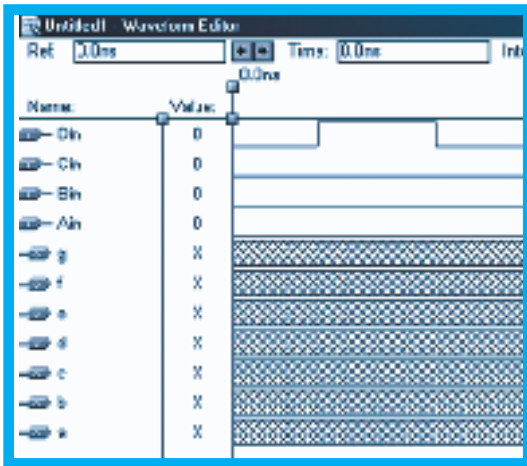 Untitled1 - Waveform Editor
Ref: 0.0ns Time: 0.0ns Int
0.0ns
Name: Value:
Din 0
Cin 0
Bin 0
Ain 0
g X
f X
e X
d X
c X
b X
a X